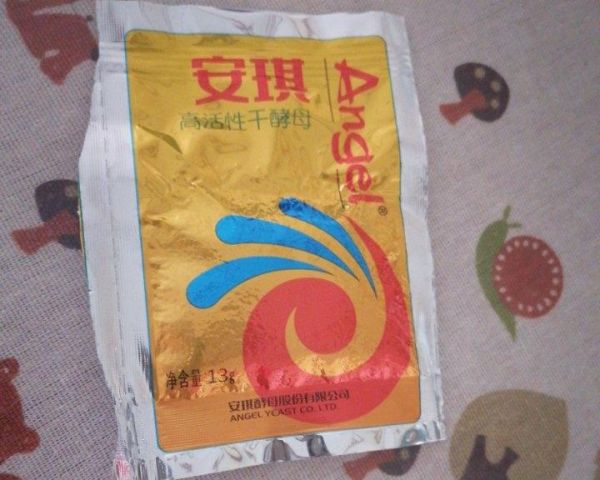 安琪
Angel®
高活性干酵母
净含量 13g
安琪酵母股份有限公司
ANGEL YEAST CO. LTD.